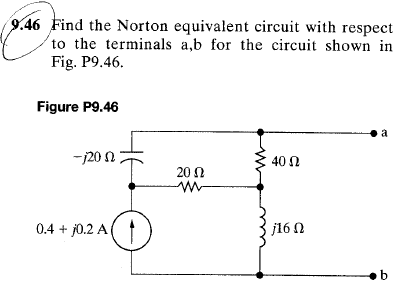 9.46 Find the Norton equivalent circuit with respect
to the terminals a,b for the circuit shown in
Fig. P9.46.
Figure P9.46
a
−j20 Ω
40 Ω
20 Ω
0.4 + j0.2 A
j16 Ω
b